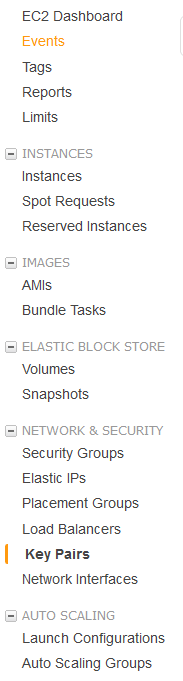 EC2 Dashboard
Events
Tags
Reports
Limits
INSTANCES
Instances
Spot Requests
Reserved Instances
IMAGES
AMIs
Bundle Tasks
ELASTIC BLOCK STORE
Volumes
Snapshots
NETWORK & SECURITY
Security Groups
Elastic IPs
Placement Groups
Load Balancers
Key Pairs
Network Interfaces
AUTO SCALING
Launch Configurations
Auto Scaling Groups